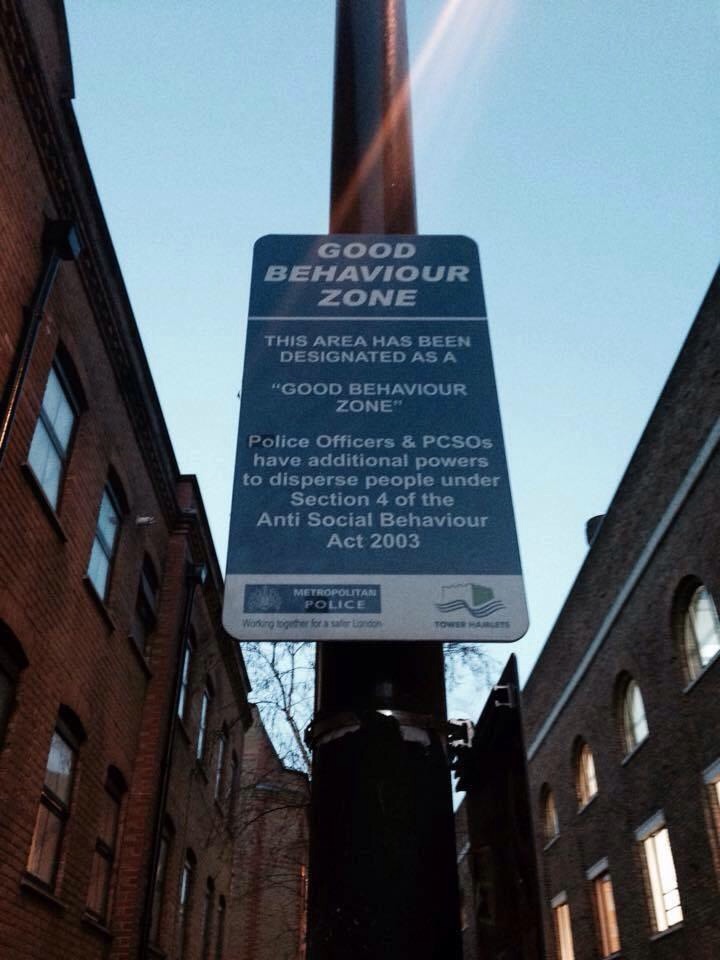 GOOD
BEHAVIOUR
ZONE
THIS AREA HAS BEEN
DESIGNATED AS A
“GOOD BEHAVIOUR
ZONE”
Police Officers & PCSOs
have additional powers
to disperse people under
Section 4 of the
Anti Social Behaviour
Act 2003
METROPOLITAN
POLICE
Working together for a safer London
TOWER HAMLETS